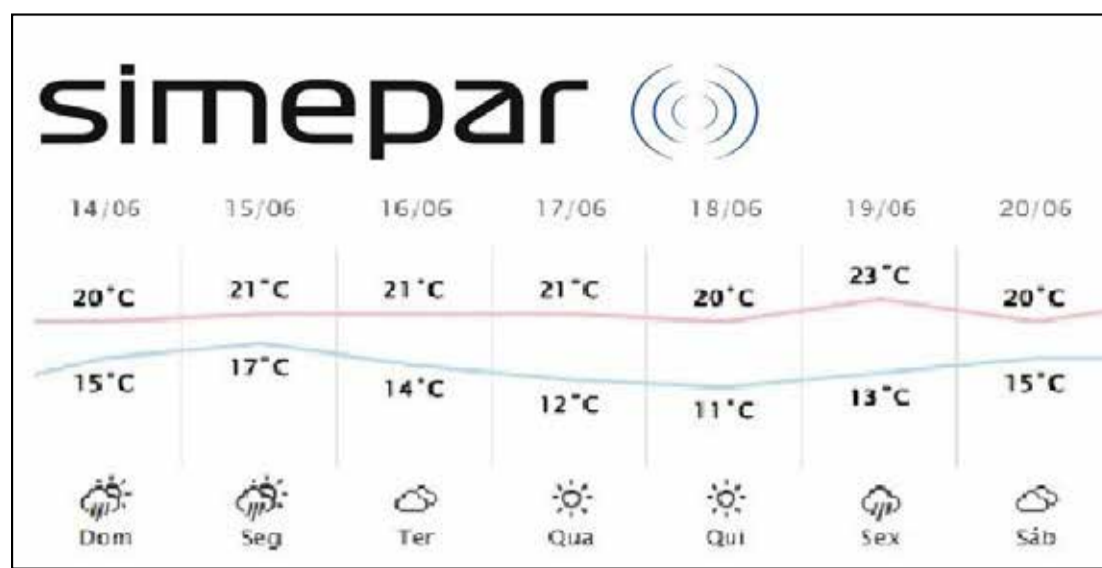 simepar
14/06 15/06 16/06 17/06 18/06 19/06 20/06
20°C 21°C 21°C 21°C 20°C 23°C 20°C
15°C 17°C 14°C 12°C 11°C 13°C 15°C
Dom Seg Ter Qua Qui Sex Sáb